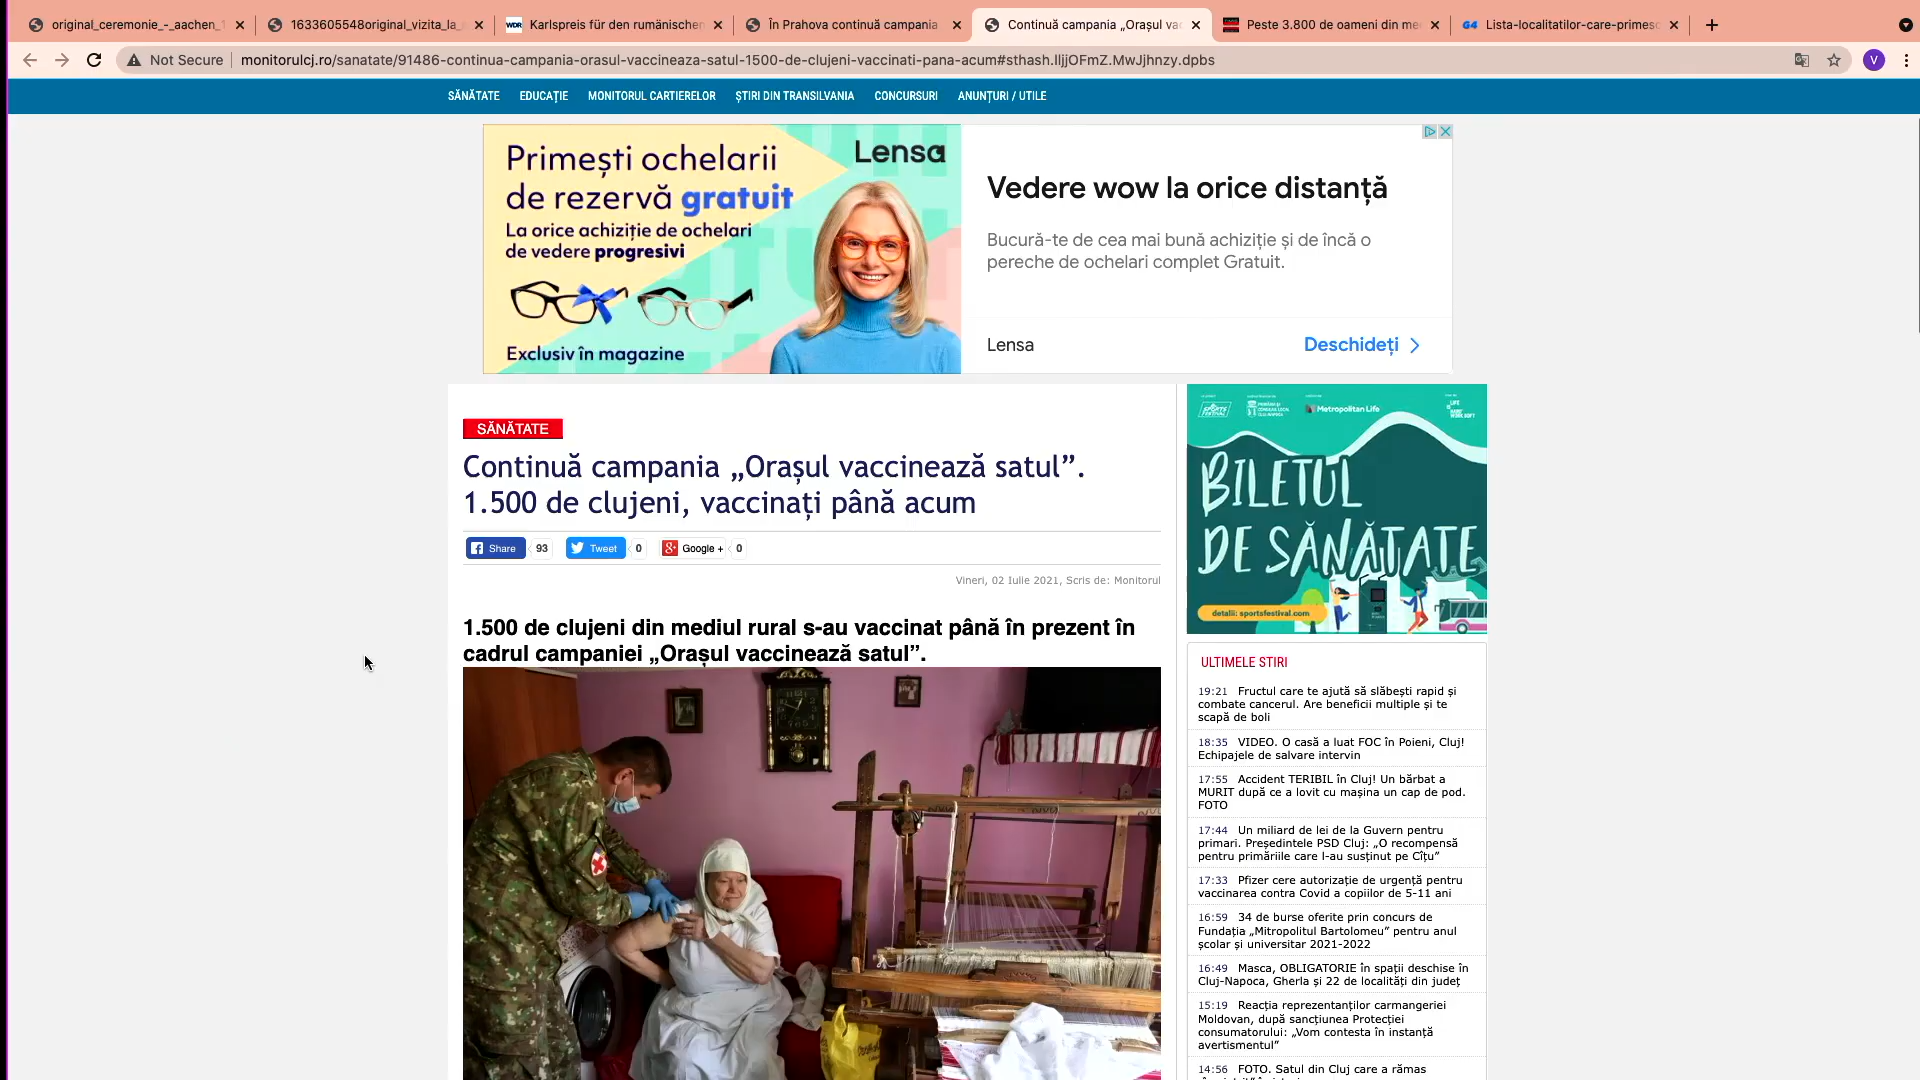 original_ceremonie_-_aachen_
1633605548original_vizita_la_
WDR Karlspreis für den rumänischen
În Prahova continuă campania
Continuă campania „Orașul va
Peste 3.800 de oameni din me
G4 Lista-localitatilor-care-primes
Not Secure monitorulcj.ro/sanatate/91486-continua-campania-orasul-vaccineaza-satul-1500-de-clujeni-vaccinati-pana-acum#sthash.IljjOFmZ.MwJjhnzy.dpbs
V
SĂNĂTATE EDUCAȚIE MONITORUL CARTIERELOR ȘTIRI DIN TRANSILVANIA CONCURSURI ANUNȚURI / UTILE
Primești ochelarii
de rezervă gratuit
La orice achiziție de ochelari
de vedere progresivi
Exclusiv în magazine
Lensa
Vedere wow la orice distanță
Bucură-te de cea mai bună achiziție și de încă o
pereche de ochelari complet Gratuit.
Lensa
Deschideți
SĂNĂTATE
Continuă campania „Orașul vaccinează satul”.
1.500 de clujeni, vaccinați până acum
Share 93 Tweet 0 Google + 0
Vineri, 02 Iulie 2021, Scris de: Monitorul
1.500 de clujeni din mediul rural s-au vaccinat până în prezent în
cadrul campaniei „Orașul vaccinează satul”.
SPORTS
FESTIVAL
Metropolitan Life
BILETUL
DE SĂNĂTATE
detalii: sportsfestival.com
ULTIMELE STIRI
19:21 Fructul care te ajută să slăbești rapid și
combate cancerul. Are beneficii multiple și te
scapă de boli
18:35 VIDEO. O casă a luat FOC în Poieni, Cluj!
Echipajele de salvare intervin
17:55 Accident TERIBIL în Cluj! Un bărbat a
MURIT după ce a lovit cu mașina un cap de pod.
FOTO
17:44 Un miliard de lei de la Guvern pentru
primari. Președintele PSD Cluj: „O recompensă
pentru primăriile care l-au susținut pe Cîțu”
17:33 Pfizer cere autorizație de urgență pentru
vaccinarea contra Covid a copiilor de 5-11 ani
16:59 34 de burse oferite prin concurs de
Fundația „Mitropolitul Bartolomeu” pentru anul
școlar și universitar 2021-2022
16:49 Masca, OBLIGATORIE în spații deschise în
Cluj-Napoca, Gherla și 22 de localități din județ
15:19 Reacția reprezentanților carmangeriei
Moldovan, după sancțiunea Protecției
consumatorului: „Vom contesta în instanță
avertismentul”
14:56 FOTO. Satul din Cluj care a rămas